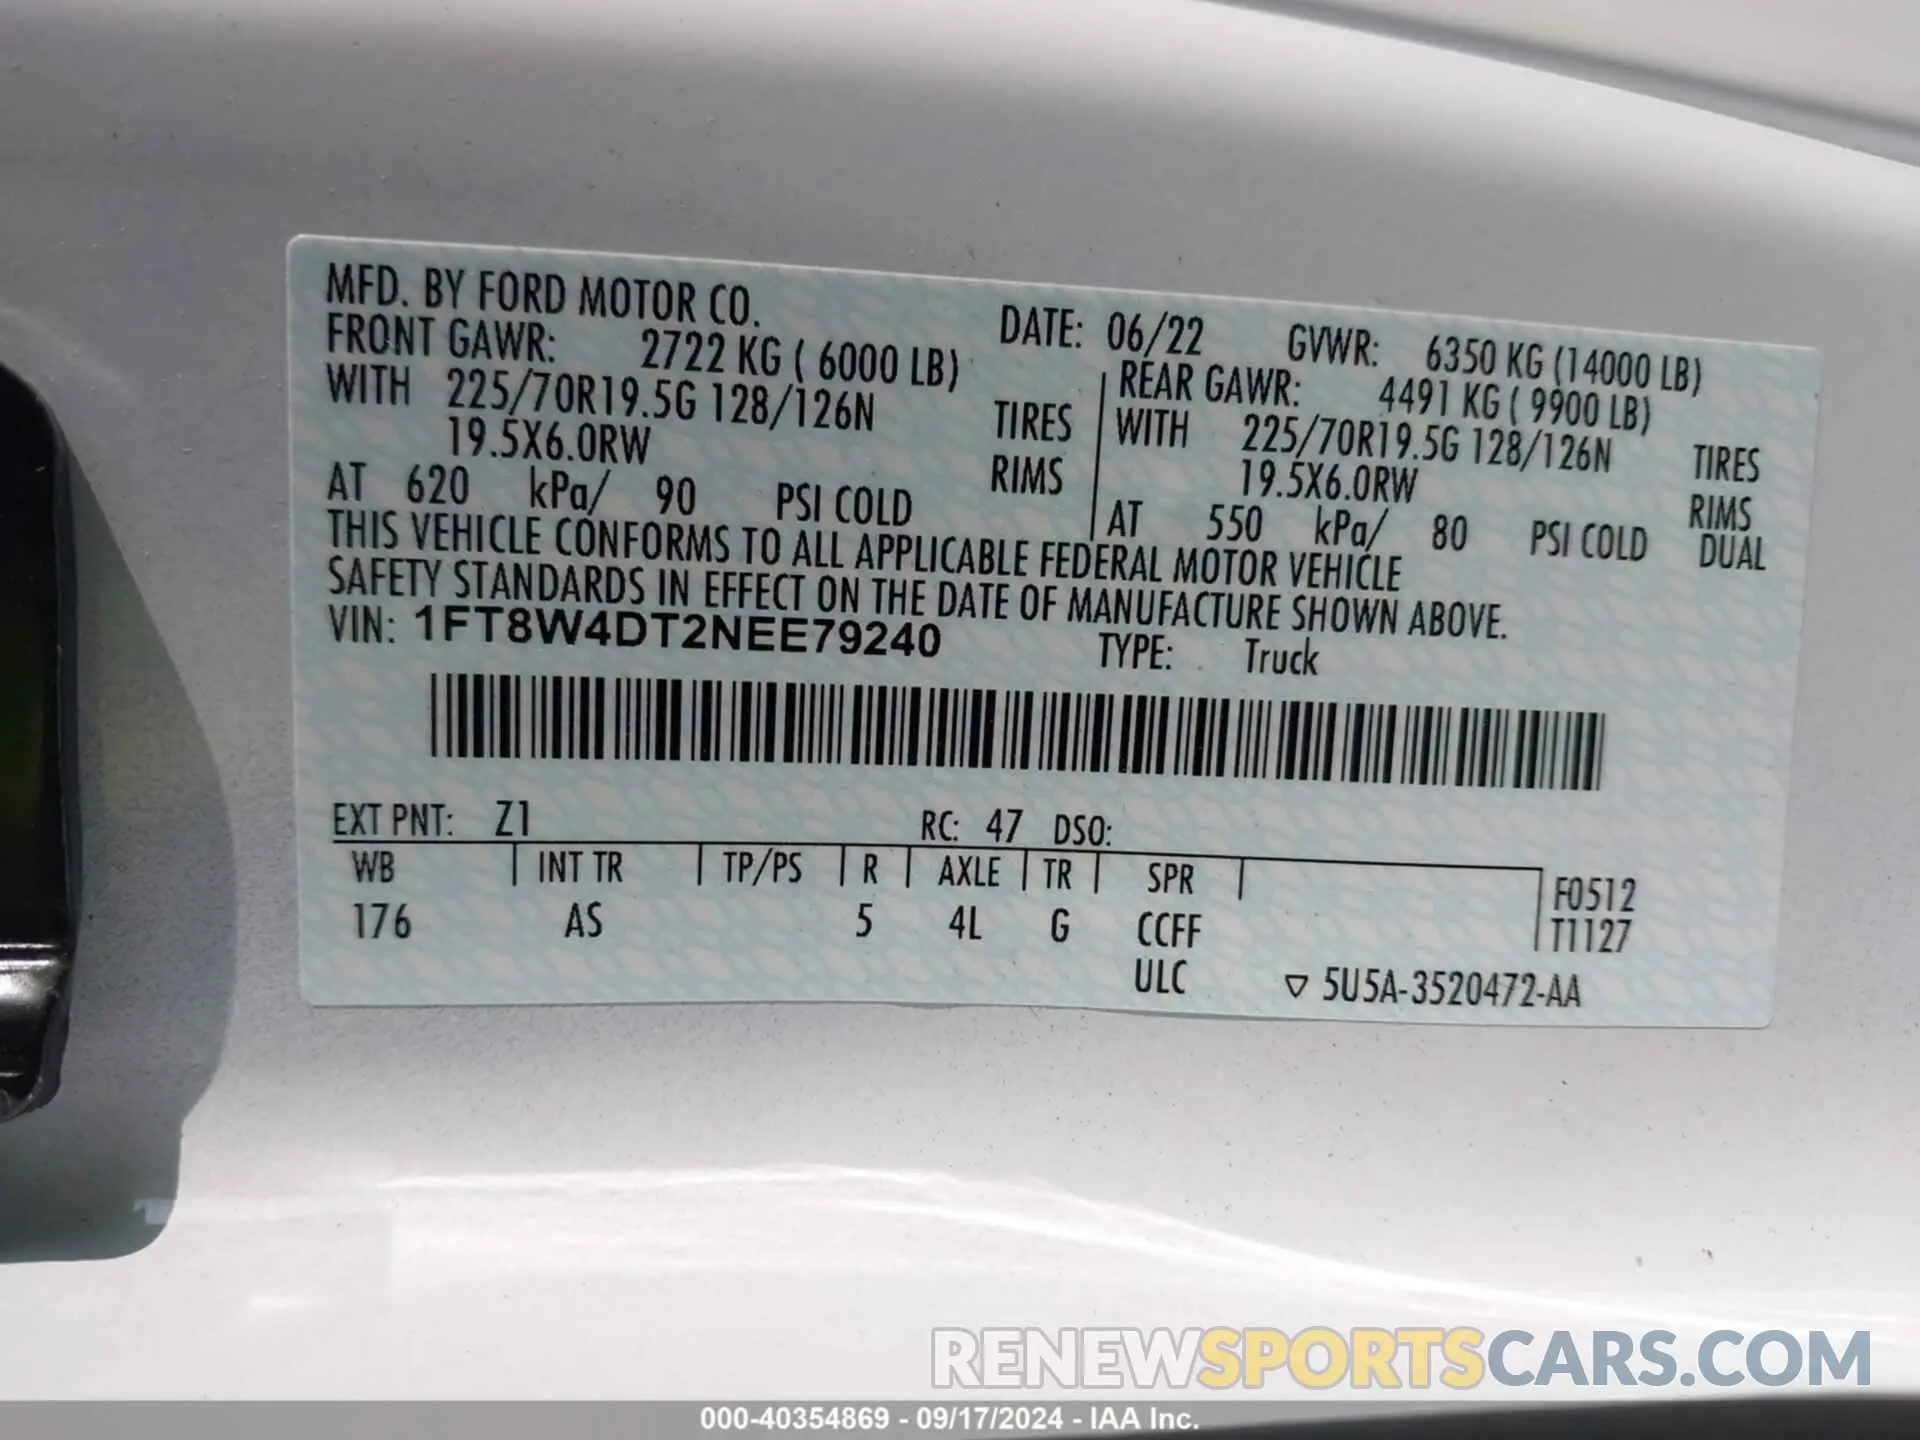 MFD. BY FORD MOTOR CO.
DATE: 06/22 GVWR: 6350 KG (14000 LB)
FRONT GAWR: 2722 KG ( 6000 LB)
WITH 225/70R19.5G 128/126N TIRES
19.5X6.0RW RIMS
AT 620 kPa/ 90 PSI COLD
REAR GAWR: 4491 KG ( 9900 LB)
WITH 225/70R19.5G 128/126N TIRES
19.5X6.0RW RIMS
AT 550 kPa/ 80 PSI COLD DUAL
THIS VEHICLE CONFORMS TO ALL APPLICABLE FEDERAL MOTOR VEHICLE
SAFETY STANDARDS IN EFFECT ON THE DATE OF MANUFACTURE SHOWN ABOVE.
VIN: 1FT8W4DT2NEE79240 TYPE: Truck
EXT PNT: Z1 RC: 47 DSO:
WB INT TR TP/PS R AXLE TR SPR
176 AS 5 4L G CCFF
ULC
F0512
T1127
▽ 5U5A-3520472-AA
RENEWSPORTSCARS.COM
000-40354869 - 09/17/2024 - IAA Inc.